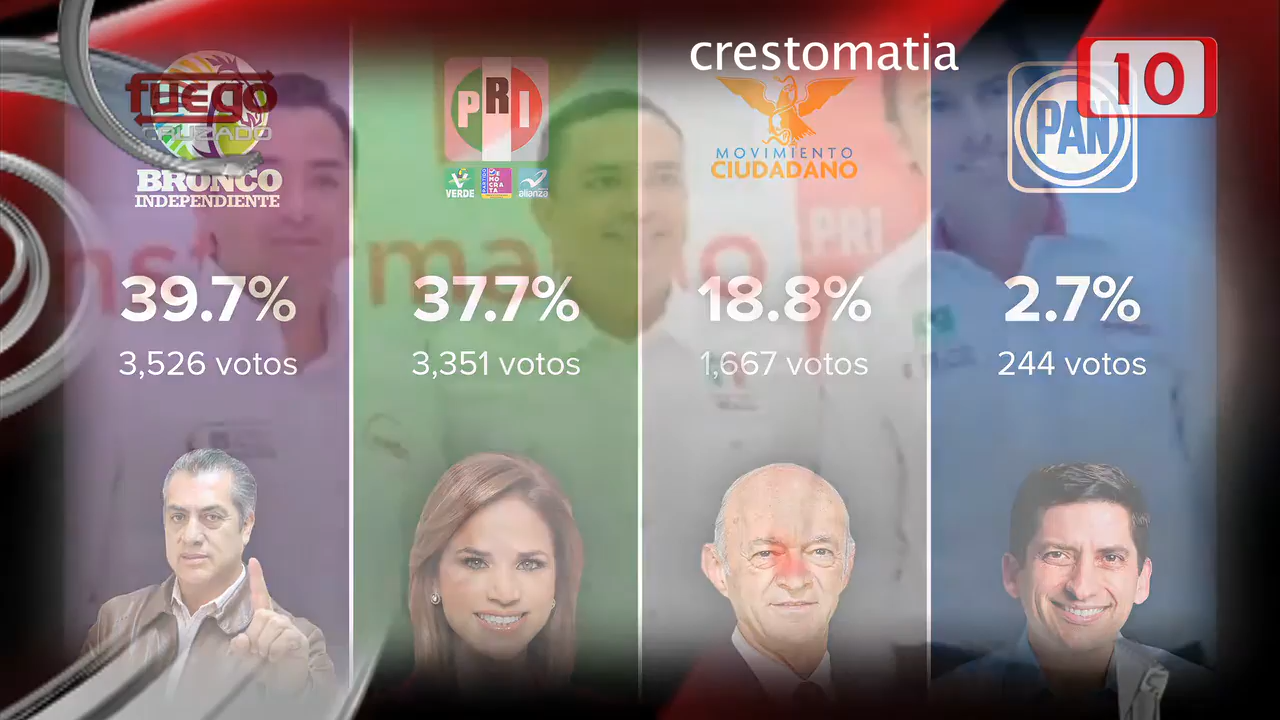 crestomatia
10
fuego
CRUZADO
BRONCO
INDEPENDIENTE
PRI
VERDE
alianza
MOVIMIENTO
CIUDADANO
PRI
PAN
39.7%
37.7%
18.8%
2.7%
3,526 votos
3,351 votos
1,667 votos
244 votos